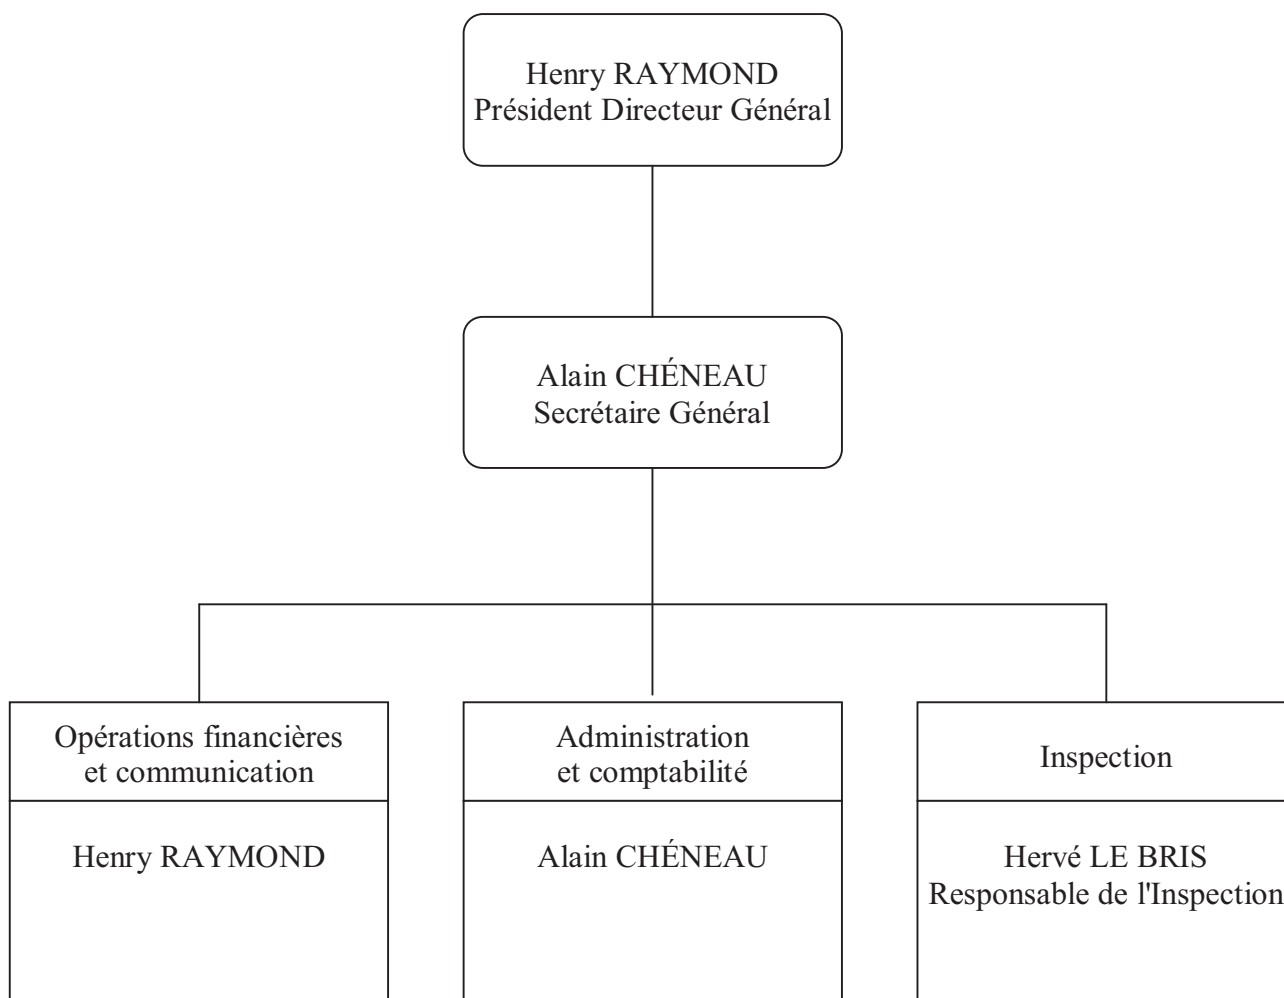 Henry RAYMOND
Président Directeur Général
Alain CHÉNEAU
Secrétaire Général
Opérations financières
et communication
Henry RAYMOND
Administration
et comptabilité
Alain CHÉNEAU
Inspection
Hervé LE BRIS
Responsable de l'Inspection